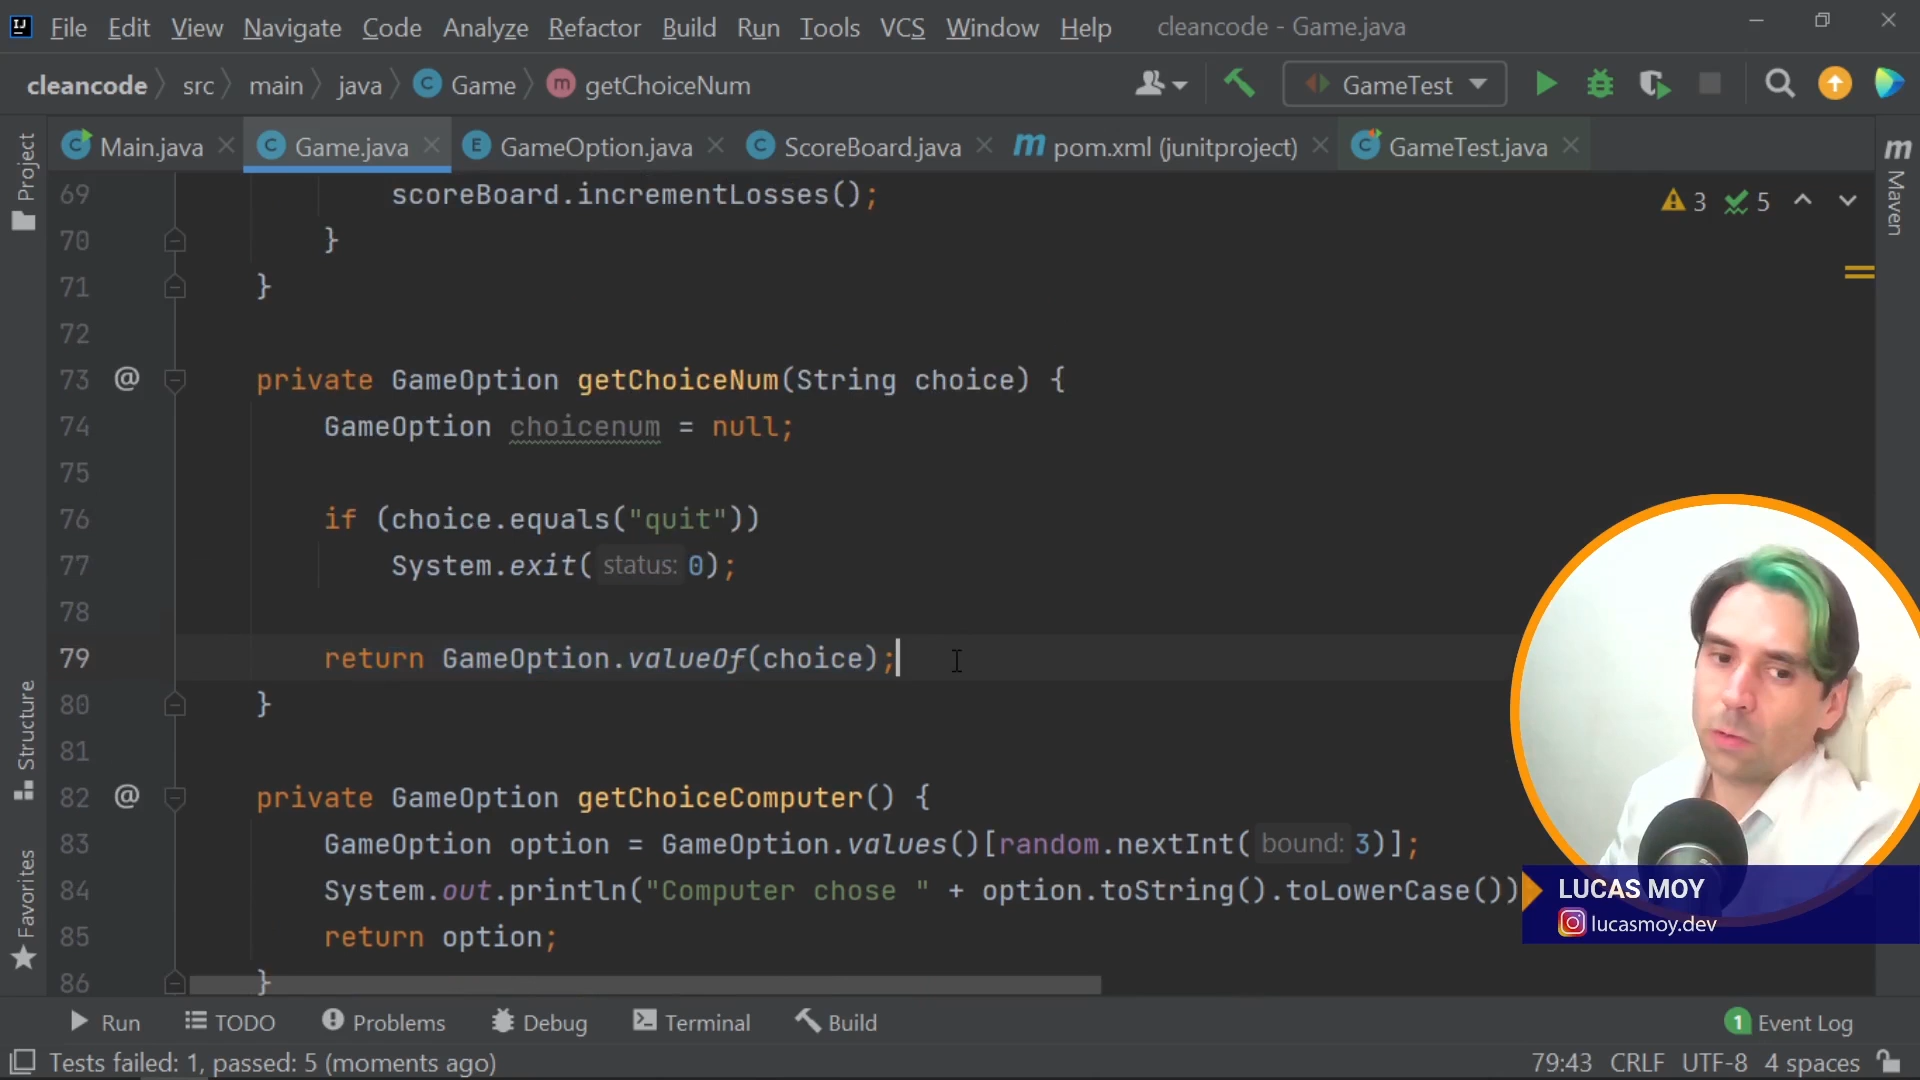 File Edit View Navigate Code Analyze Refactor Build Run Tools VCS Window Help cleancode - Game.java
cleancode src main java Game getChoiceNum GameTest
Main.java Game.java GameOption.java ScoreBoard.java pom.xml (junitproject) GameTest.java
69 scoreBoard.incrementLosses();
3 5
70 }
71 }
72
73 @ private GameOption getChoiceNum(String choice) {
74 GameOption choicenum = null;
75
76 if (choice.equals("quit"))
77 System.exit( status: 0);
78
79 return GameOption.valueOf(choice);
80 }
81
82 @ private GameOption getChoiceComputer() {
83 GameOption option = GameOption.values()[random.nextInt( bound: 3)];
84 System.out.println("Computer chose " + option.toString().toLowerCase())
85 return option;
86 }
Project
Structure
Favorites
Maven
LUCAS MOY
lucasmoy.dev
Run TODO Problems Debug Terminal Build 1 Event Log
Tests failed: 1, passed: 5 (moments ago) 79:43 CRLF UTF-8 4 spaces